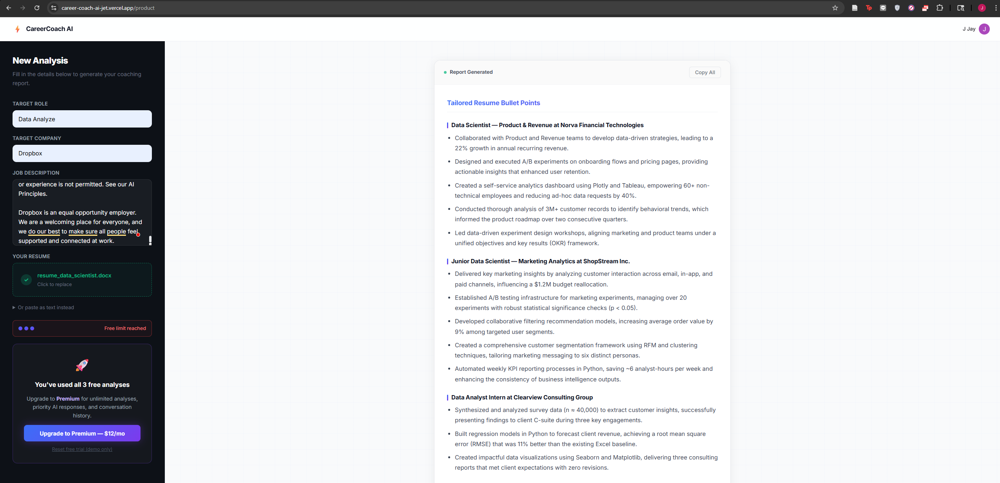 career-coach-ai-jet.vercel.app/product
Tp
J
CareerCoach AI
J Jay
J
New Analysis
Fill in the details below to generate your coaching
report.
TARGET ROLE
Data Analyze
TARGET COMPANY
Dropbox
JOB DESCRIPTION
or experience is not permitted. See our AI
Principles.
Dropbox is an equal opportunity employer.
We are a welcoming place for everyone, and
we do our best to make sure all people feel
supported and connected at work.
YOUR RESUME
resume_data_scientist.docx
Click to replace
Or paste as text instead
Free limit reached
You've used all 3 free analyses
Upgrade to Premium for unlimited analyses,
priority AI responses, and conversation
history.
Upgrade to Premium — $12/mo
Reset free trial (demo only)
Report Generated
Copy All
Tailored Resume Bullet Points
Data Scientist — Product & Revenue at Norva Financial Technologies
• Collaborated with Product and Revenue teams to develop data-driven strategies, leading to a
22% growth in annual recurring revenue.
• Designed and executed A/B experiments on onboarding flows and pricing pages, providing
actionable insights that enhanced user retention.
• Created a self-service analytics dashboard using Plotly and Tableau, empowering 60+ non-
technical employees and reducing ad-hoc data requests by 40%.
• Conducted thorough analysis of 3M+ customer records to identify behavioral trends, which
informed the product roadmap over two consecutive quarters.
• Led data-driven experiment design workshops, aligning marketing and product teams under a
unified objectives and key results (OKR) framework.
Junior Data Scientist — Marketing Analytics at ShopStream Inc.
• Delivered key marketing insights by analyzing customer interaction across email, in-app, and
paid channels, influencing a $1.2M budget reallocation.
• Established A/B testing infrastructure for marketing experiments, managing over 20
experiments with robust statistical significance checks (p < 0.05).
• Developed collaborative filtering recommendation models, increasing average order value by
9% among targeted user segments.
• Created a comprehensive customer segmentation framework using RFM and clustering
techniques, tailoring marketing messaging to six distinct personas.
• Automated weekly KPI reporting processes in Python, saving ~6 analyst-hours per week and
enhancing the consistency of business intelligence outputs.
Data Analyst Intern at Clearview Consulting Group
• Synthesized and analyzed survey data (n ≈ 40,000) to extract customer insights, successfully
presenting findings to client C-suite during three key engagements.
• Built regression models in Python to forecast client revenue, achieving a root mean square
error (RMSE) that was 11% better than the existing Excel baseline.
• Created impactful data visualizations using Seaborn and Matplotlib, delivering three consulting
reports that met client expectations with zero revisions.